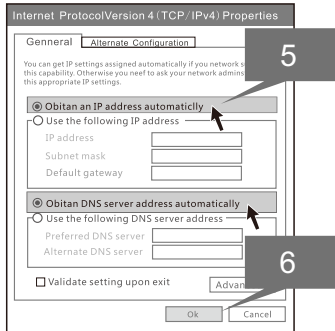 Internet ProtocolVersion 4(TCP/IPv4) Properties
Genneral Alternate Configuration
5
You can get IP settings assigned automatically if you network s
this capability. Otherwise you neef to ask your network admins
this appropriate IP settings.
Obitan an IP address automaticlly
Use the following IP address
IP address
Subnet mask
Default gateway
Obitan DNS server address automatically
Use the following DNS server address
Preferred DNS server
Alternate DNS server
6
Validate setting upon exit
Advan
Ok Cancel